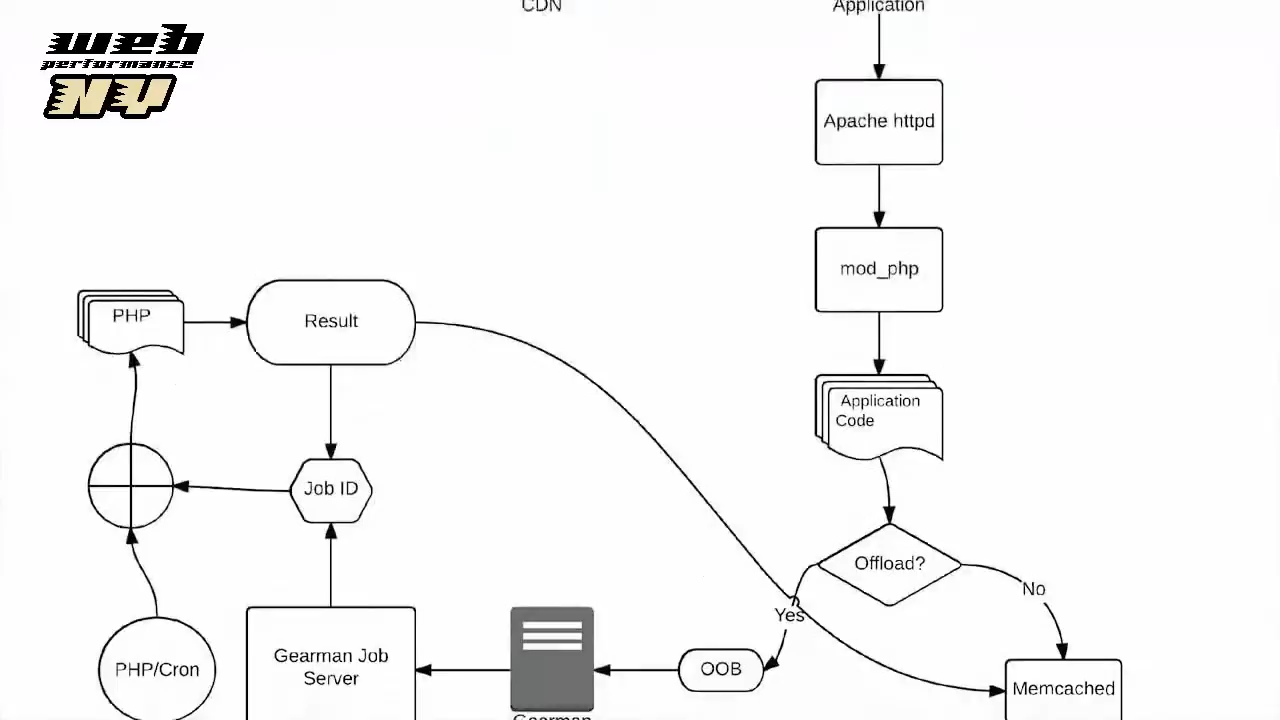 CDN
Application
web
performance
NY
Apache httpd
mod_php
PHP
Result
Application
Code
Job ID
Offload?
No
Yes
PHP/Cron
Gearman Job
Server
OOB
Memcached
Gearman